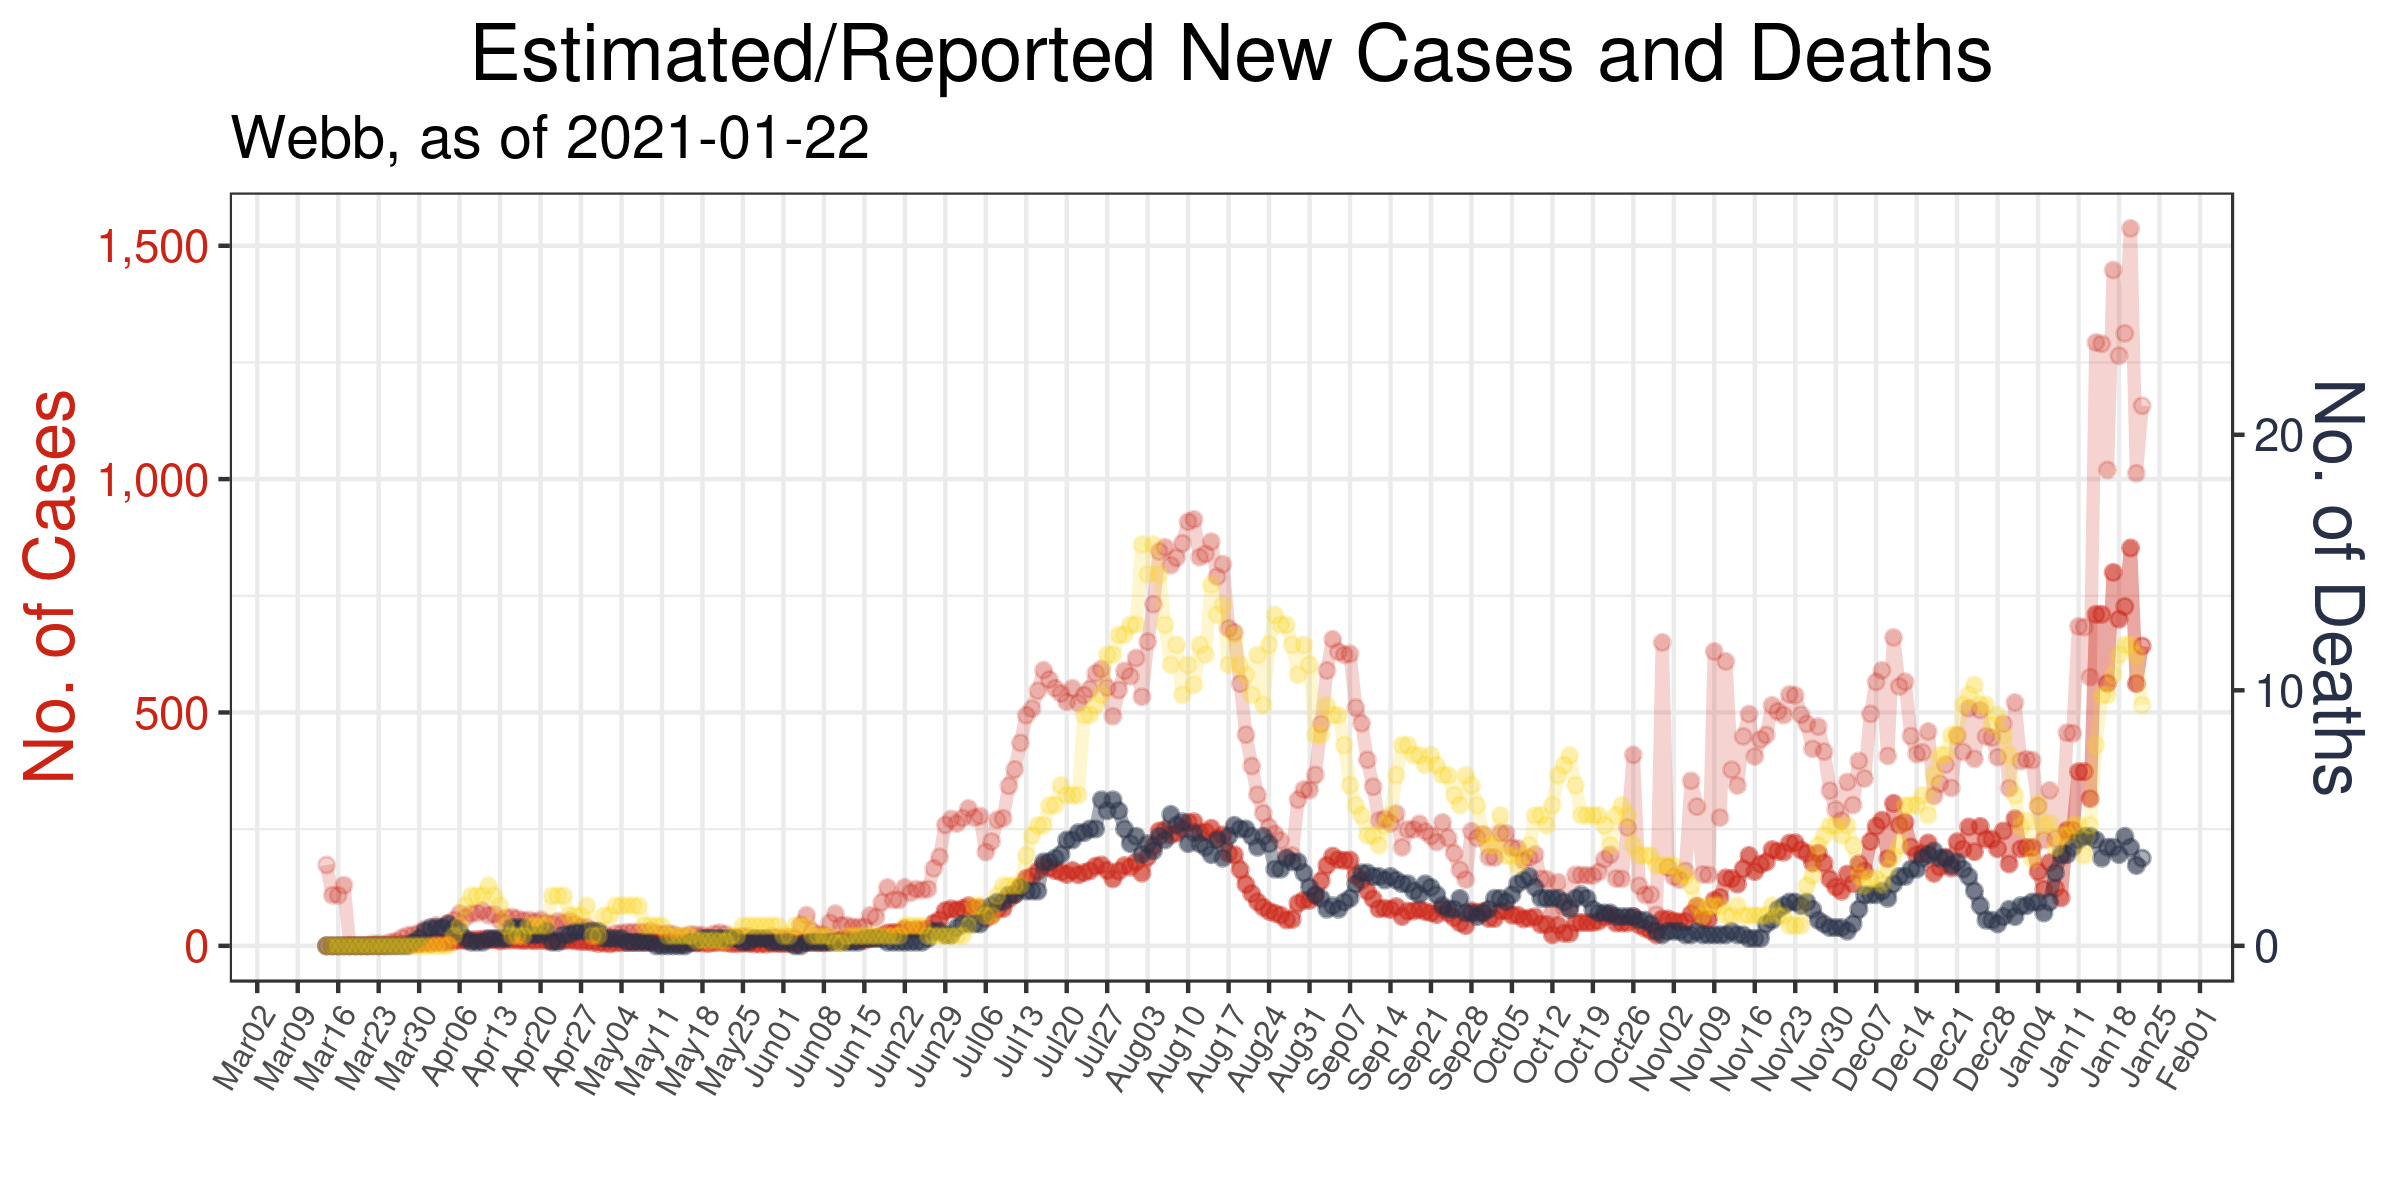 Estimated/Reported New Cases and Deaths
Webb, as of 2021-01-22
No. of Cases
1,500
1,000
500
0
20
10
0
No. of Deaths
Mar02
Mar09
Mar16
Mar23
Mar30
Apr06
Apr13
Apr20
Apr27
May04
May11
May18
May25
Jun01
Jun08
Jun15
Jun22
Jun29
Jul06
Jul13
Jul20
Jul27
Aug03
Aug10
Aug17
Aug24
Aug31
Sep07
Sep14
Sep21
Sep28
Oct05
Oct12
Oct19
Oct26
Nov02
Nov09
Nov16
Nov23
Nov30
Dec07
Dec14
Dec21
Dec28
Jan04
Jan11
Jan18
Jan25
Feb01